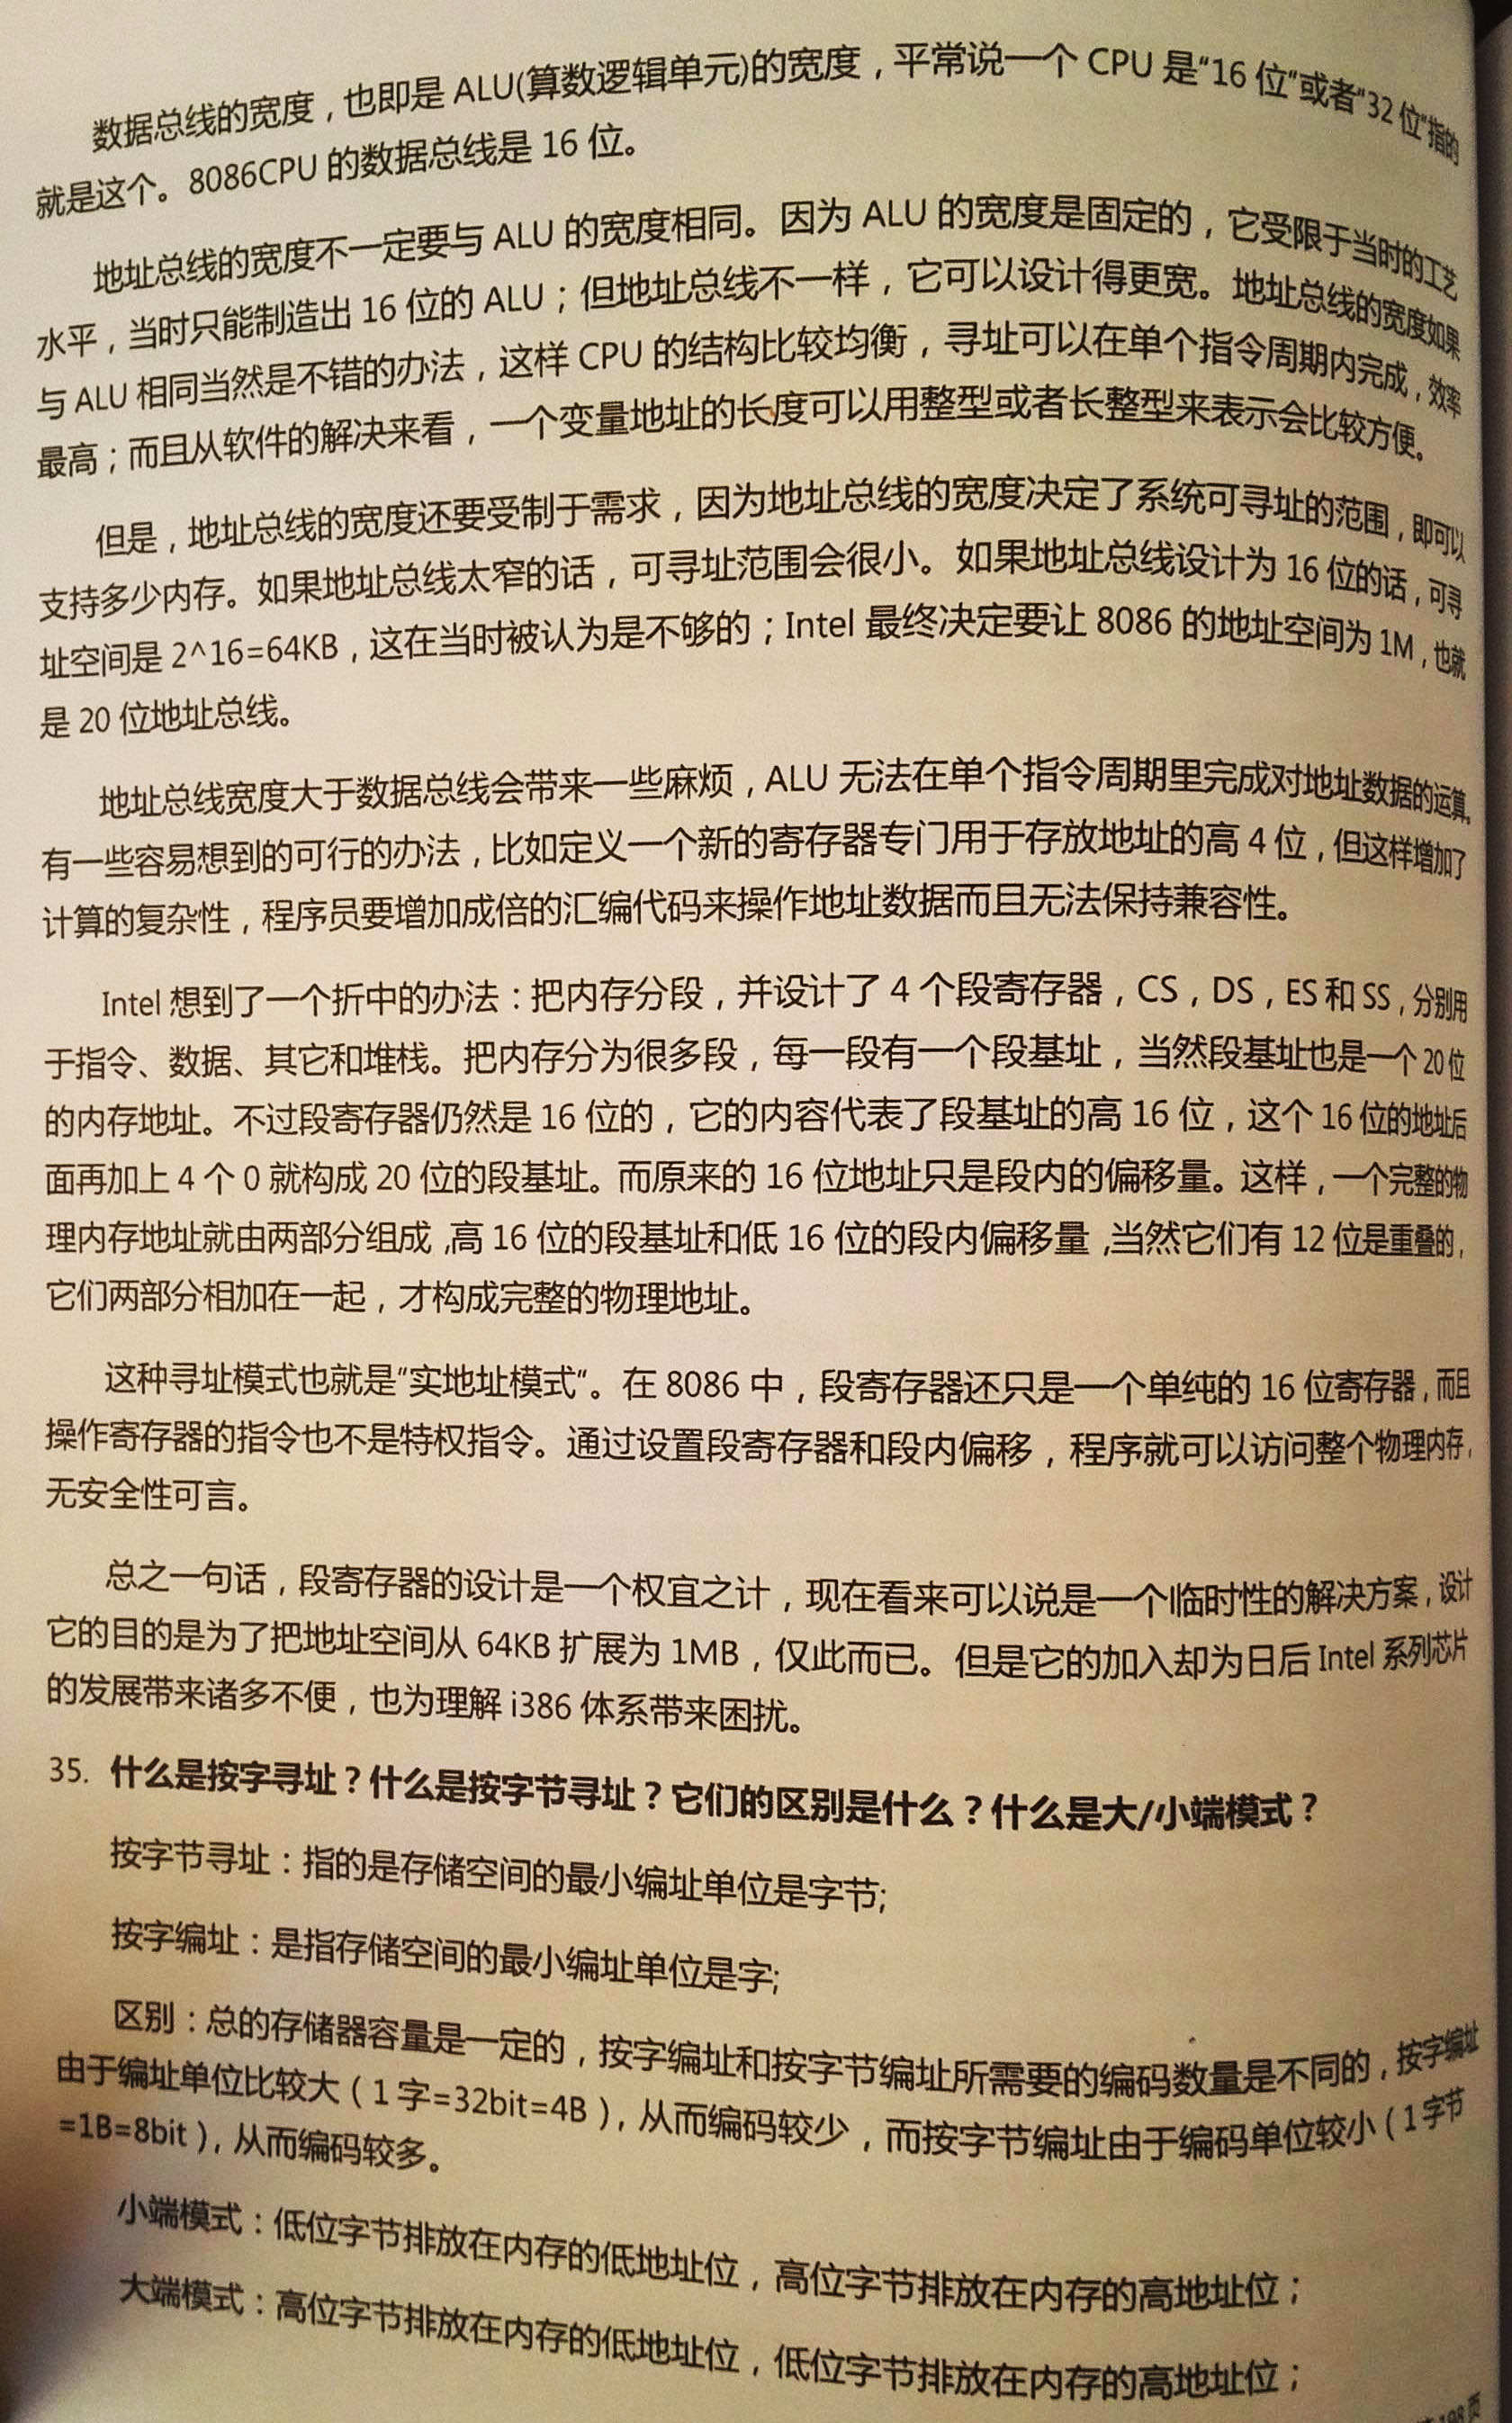 数据总线的宽度，也即是 ALU(算数逻辑单元)的宽度，平常说一个 CPU 是“16 位”或者“32 位”指的
就是这个。8086CPU 的数据总线是 16 位。
地址总线的宽度不一定要与 ALU 的宽度相同。因为 ALU 的宽度是固定的，它受限于当时的工艺
水平，当时只能制造出 16 位的 ALU；但地址总线不一样，它可以设计得更宽。地址总线的宽度如果
与 ALU 相同当然是不错的办法，这样 CPU 的结构比较均衡，寻址可以在单个指令周期内完成，效率
最高；而且从软件的解决来看，一个变量地址的长度可以用整型或者长整型来表示会比较方便。
但是，地址总线的宽度还要受制于需求，因为地址总线的宽度决定了系统可寻址的范围，即可以
支持多少内存。如果地址总线太窄的话，可寻址范围会很小。如果地址总线设计为 16 位的话，可寻
址空间是 2^16=64KB，这在当时被认为是不够的；Intel 最终决定要让 8086 的地址空间为 1M，也就
是 20 位地址总线。
地址总线宽度大于数据总线会带来一些麻烦，ALU 无法在单个指令周期里完成对地址数据的运算。
有一些容易想到的可行的办法，比如定义一个新的寄存器专门用于存放地址的高 4 位，但这样增加了
计算的复杂性，程序员要增加成倍的汇编代码来操作地址数据而且无法保持兼容性。
Intel 想到了一个折中的办法：把内存分段，并设计了 4 个段寄存器，CS，DS，ES 和 SS，分别用
于指令、数据、其它和堆栈。把内存分为很多段，每一段有一个段基址，当然段基址也是一个 20 位
的内存地址。不过段寄存器仍然是 16 位的，它的内容代表了段基址的高 16 位，这个 16 位的地址后
面再加上 4 个 0 就构成 20 位的段基址。而原来的 16 位地址只是段内的偏移量。这样，一个完整的物
理内存地址就由两部分组成，高 16 位的段基址和低 16 位的段内偏移量，当然它们有 12 位是重叠的，
它们两部分相加在一起，才构成完整的物理地址。
这种寻址模式也就是“实地址模式”。在 8086 中，段寄存器还只是一个单纯的 16 位寄存器，而且
操作寄存器的指令也不是特权指令。通过设置段寄存器和段内偏移，程序就可以访问整个物理内存，
无安全性可言。
总之一句话，段寄存器的设计是一个权宜之计，现在看来可以说是一个临时性的解决方案，设计
它的目的是为了把地址空间从 64KB 扩展为 1MB，仅此而已。但是它的加入却为日后 Intel 系列芯片
的发展带来诸多不便，也为理解 i386 体系带来困扰。
35. 什么是按字寻址？什么是按字节寻址？它们的区别是什么？什么是大/小端模式？
按字节寻址：指的是存储空间的最小编址单位是字节;
按字编址：是指存储空间的最小编址单位是字;
区别：总的存储器容量是一定的，按字编址和按字节编址所需要的编码数量是不同的，按字编址
由于编址单位比较大（1 字=32bit=4B），从而编码较少，而按字节编址由于编码单位较小（1 字节
=1B=8bit），从而编码较多。
小端模式：低位字节排放在内存的低地址位，高位字节排放在内存的高地址位；
大端模式：高位字节排放在内存的低地址位，低位字节排放在内存的高地址位；
198 页